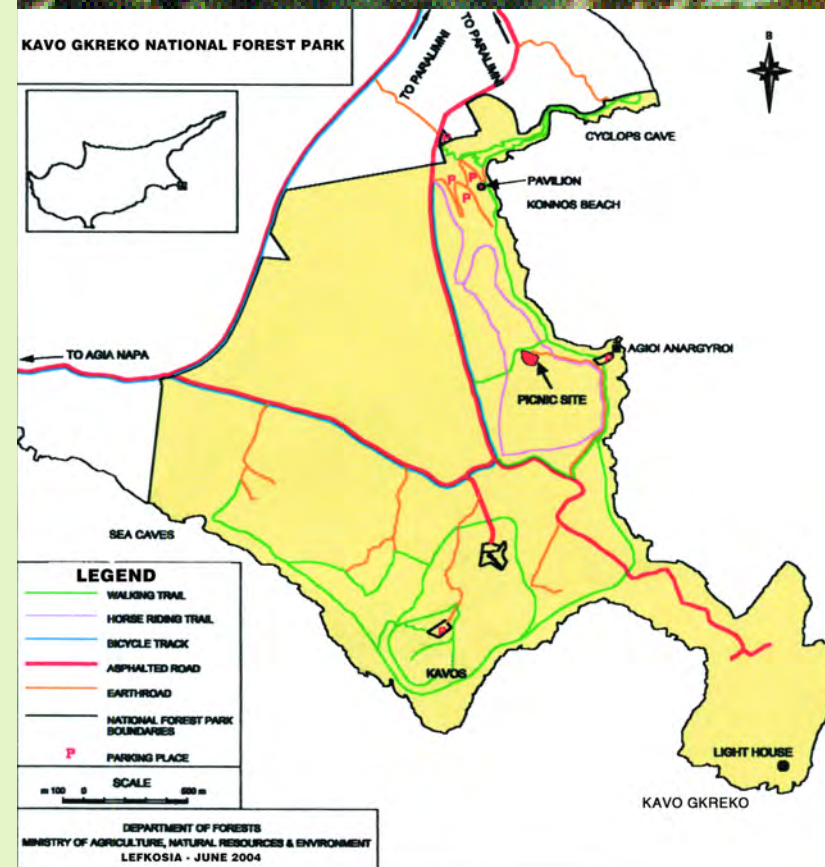 KAVO GKREKO NATIONAL FOREST PARK
TO PARALIMNI
TO PARALIMNI
B
CYCLOPS CAVE
P
P
P
P
PAVILION
KONNOS BEACH
TO AGIA NAPA
AGIOI ANARGYROI
P
PICNIC SITE
SEA CAVES
P
KAVOS
LIGHT HOUSE
KAVO GKREKO
LEGEND
WALKING TRAIL
HORSE RIDING TRAIL
BICYCLE TRACK
ASPHALTED ROAD
EARTHROAD
NATIONAL FOREST PARK
BOUNDARIES
P PARKING PLACE
SCALE
m 100 0 500 m
DEPARTMENT OF FORESTS
MINISTRY OF AGRICULTURE, NATURAL RESOURCES & ENVIRONMENT
LEFKOSIA - JUNE 2004